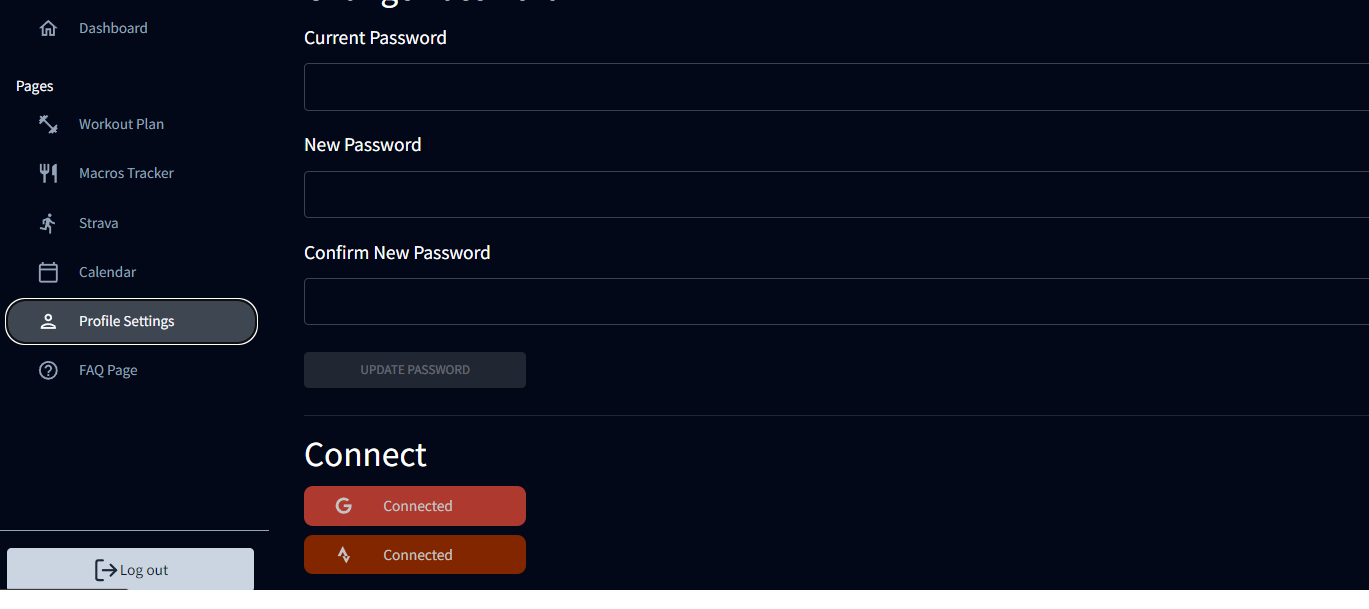 Dashboard
Pages
Workout Plan
Macros Tracker
Strava
Calendar
Profile Settings
FAQ Page
Log out
Current Password
New Password
Confirm New Password
UPDATE PASSWORD
Connect
G Connected
Connected